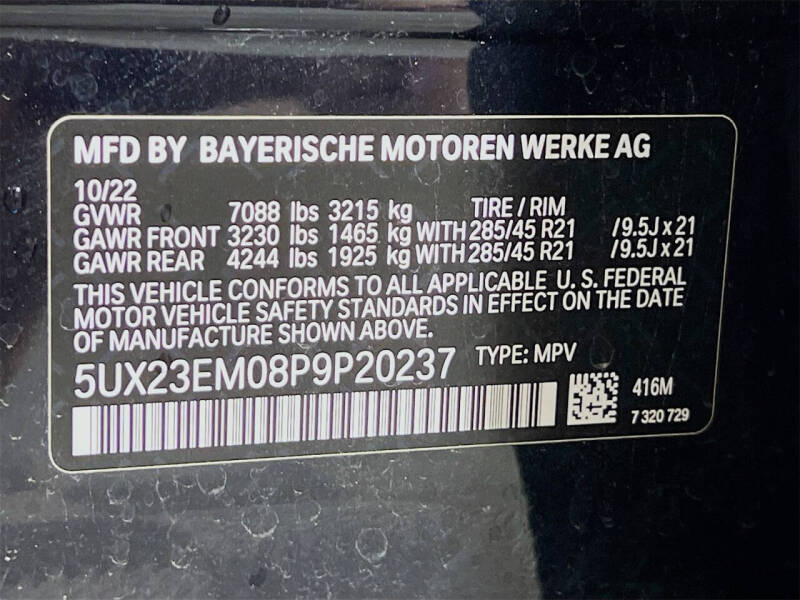 MFD BY BAYERISCHE MOTOREN WERKE AG
10/22
GVWR 7088 lbs 3215 kg TIRE / RIM
GAWR FRONT 3230 lbs 1465 kg WITH 285/45 R21 /9.5J x 21
GAWR REAR 4244 lbs 1925 kg WITH 285/45 R21 /9.5J x 21
THIS VEHICLE CONFORMS TO ALL APPLICABLE U. S. FEDERAL
MOTOR VEHICLE SAFETY STANDARDS IN EFFECT ON THE DATE
OF MANUFACTURE SHOWN ABOVE.
5UX23EM08P9P20237 TYPE: MPV
416M
7 320 729